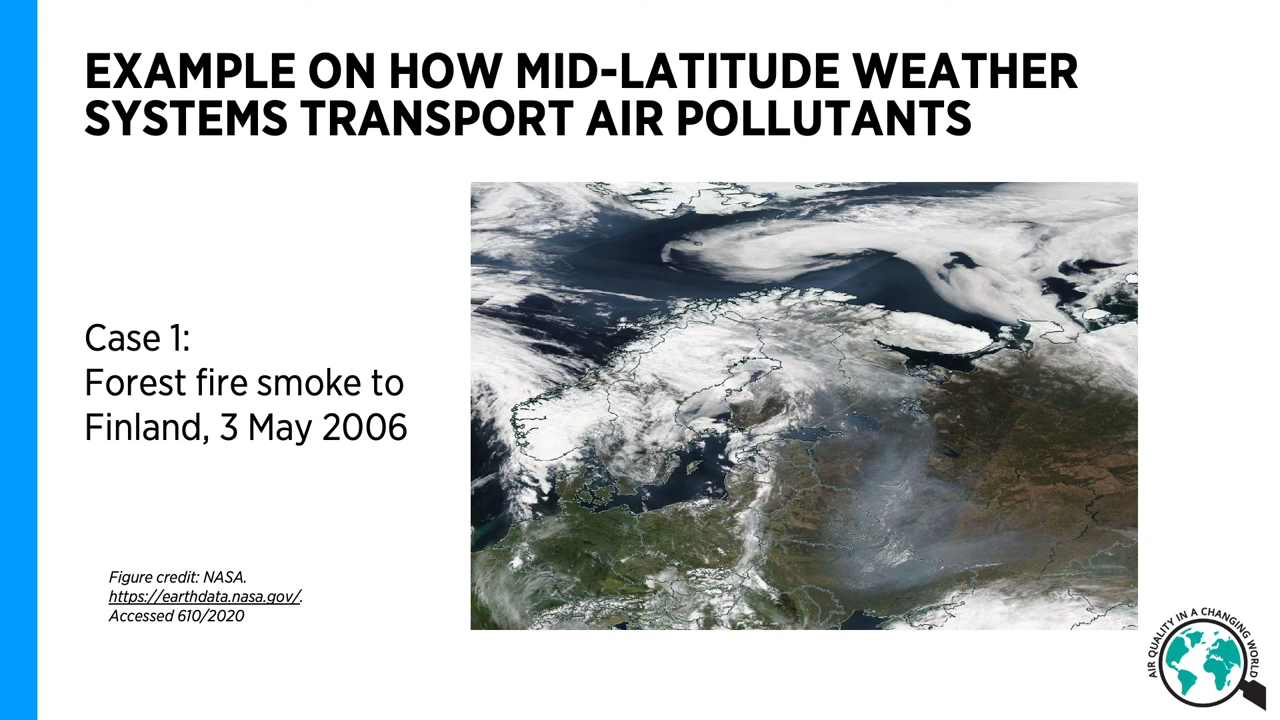 EXAMPLE ON HOW MID-LATITUDE WEATHER
SYSTEMS TRANSPORT AIR POLLUTANTS
Case 1:
Forest fire smoke to
Finland, 3 May 2006
Figure credit: NASA.
https://earthdata.nasa.gov/.
Accessed 610/2020
AIR QUALITY IN A CHANGING WORLD